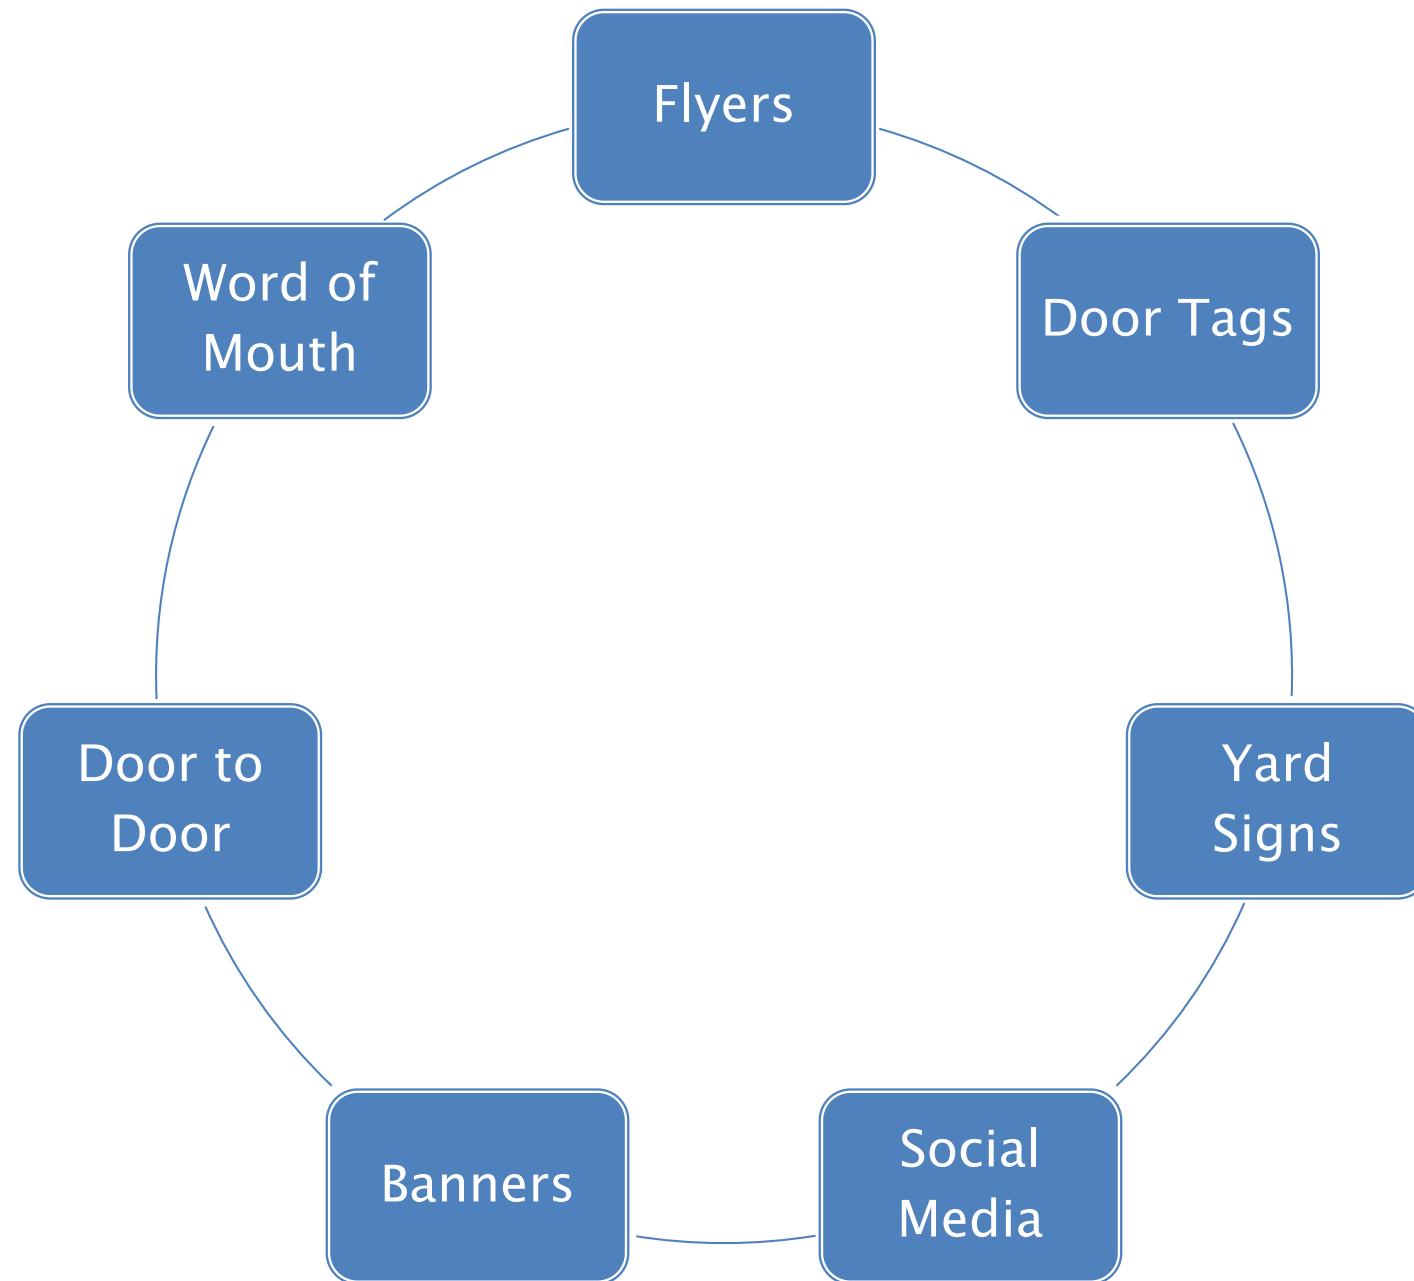 Flyers
Door Tags
Yard
Signs
Social
Media
Banners
Door to
Door
Word of
Mouth